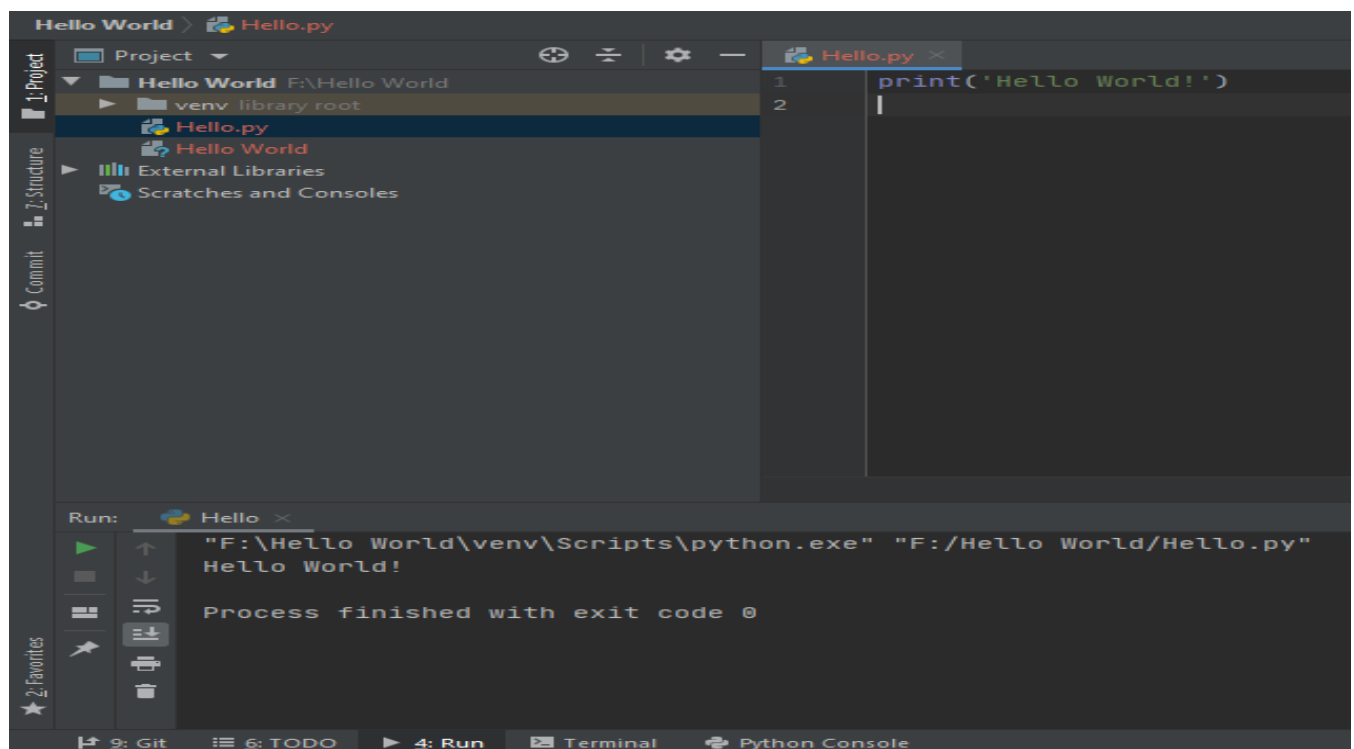 Hello World Hello.py
1: Project
Project
Hello World F:\Hello World
venv library root
Hello.py
Hello World
External Libraries
Scratches and Consoles
7: Structure
Commit
Hello.py
1 print('Hello World!')
2
Run: Hello
"F:\Hello World\venv\Scripts\python.exe" "F:/Hello World/Hello.py"
Hello World!
Process finished with exit code 0
2: Favorites
9: Git 6: TODO 4: Run Terminal Python Console